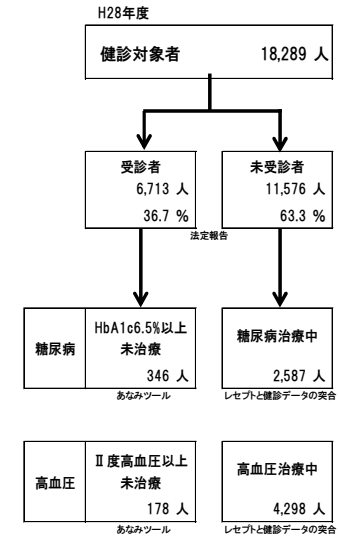 H28年度
健診対象者 18,289 人
受診者
6,713 人
36.7 %
未受診者
11,576 人
63.3 %
法定報告
糖尿病
HbA1c6.5%以上
未治療
346 人
糖尿病治療中
2,587 人
あなみツール
レセプトと健診データの突合
高血圧
Ⅱ度高血圧以上
未治療
178 人
高血圧治療中
4,298 人
あなみツール
レセプトと健診データの突合